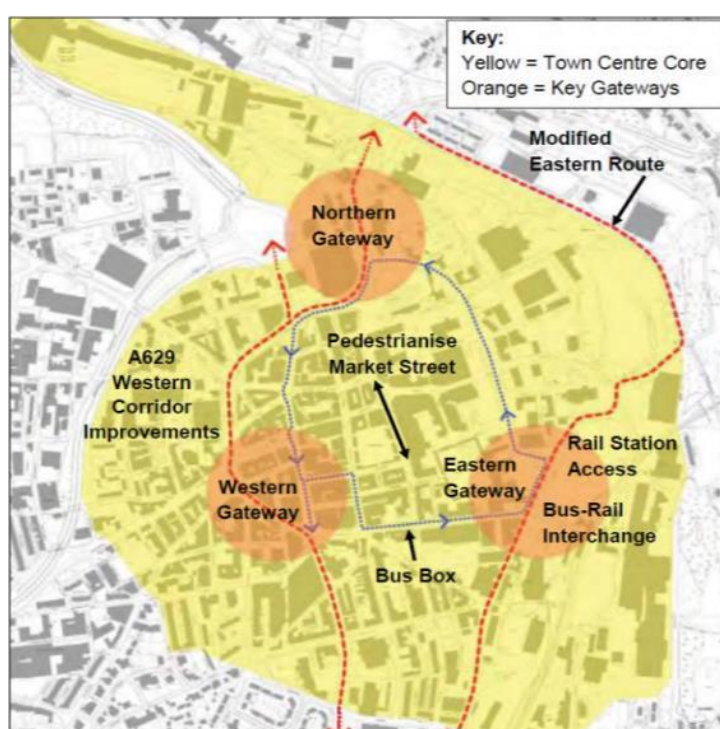 Key:
Yellow = Town Centre Core
Orange = Key Gateways
Modified
Eastern Route
Northern
Gateway
Pedestrianise
Market Street
A629
Western
Corridor
Improvements
Western
Gateway
Eastern
Gateway
Rail Station
Access
Bus-Rail
Interchange
Bus Box